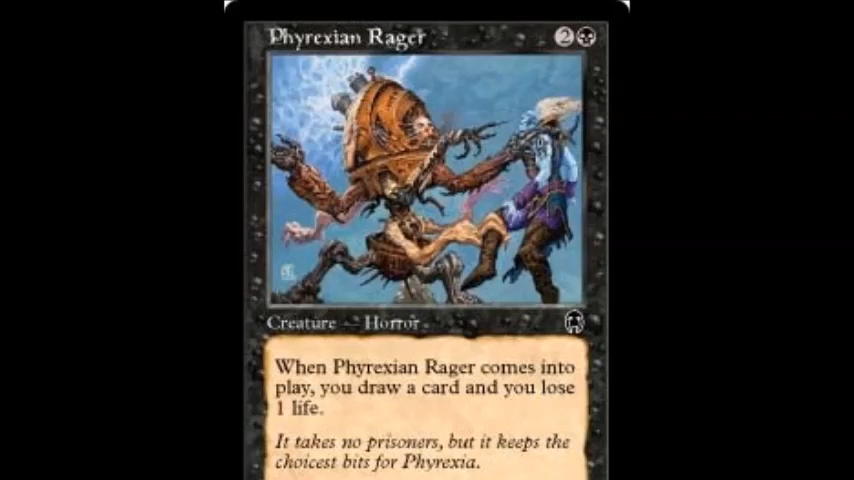 Phyrexian Rager 2
Creature — Horror
When Phyrexian Rager comes into
play, you draw a card and you lose
1 life.
It takes no prisoners, but it keeps the
choicest bits for Phyrexia.